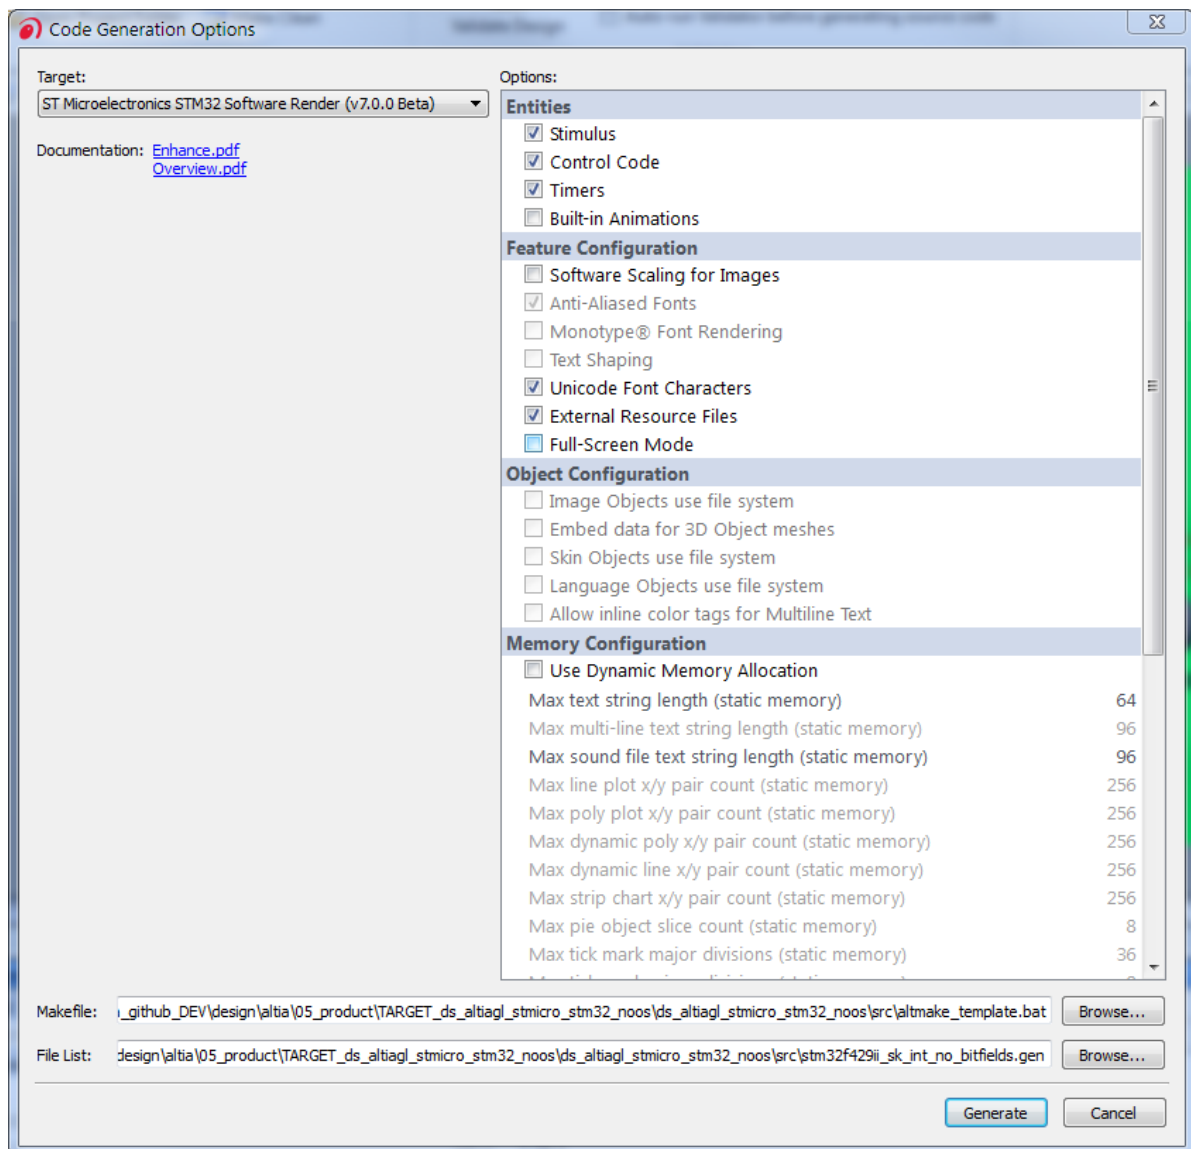 Code Generation Options
Target:
ST Microelectronics STM32 Software Render (v7.0.0 Beta)
Documentation: Enhance.pdf
Overview.pdf
Options:
Entities
Stimulus
Control Code
Timers
Built-in Animations
Feature Configuration
Software Scaling for Images
Anti-Aliased Fonts
Monotype® Font Rendering
Text Shaping
Unicode Font Characters
External Resource Files
Full-Screen Mode
Object Configuration
Image Objects use file system
Embed data for 3D Object meshes
Skin Objects use file system
Language Objects use file system
Allow inline color tags for Multiline Text
Memory Configuration
Use Dynamic Memory Allocation
Max text string length (static memory) 64
Max multi-line text string length (static memory) 96
Max sound file text string length (static memory) 96
Max line plot x/y pair count (static memory) 256
Max poly plot x/y pair count (static memory) 256
Max dynamic poly x/y pair count (static memory) 256
Max dynamic line x/y pair count (static memory) 256
Max strip chart x/y pair count (static memory) 256
Max pie object slice count (static memory) 8
Max tick mark major divisions (static memory) 36
Makefile: _github_DEV\design\altia\05_product\TARGET_ds_altiagl_stmicro_stm32_noos\ds_altiagl_stmicro_stm32_noos\src\altmake_template.bat Browse...
File List: design\altia\05_product\TARGET_ds_altiagl_stmicro_stm32_noos\ds_altiagl_stmicro_stm32_noos\src\stm32f429ii_sk_int_no_bitfields.gen Browse...
Generate Cancel